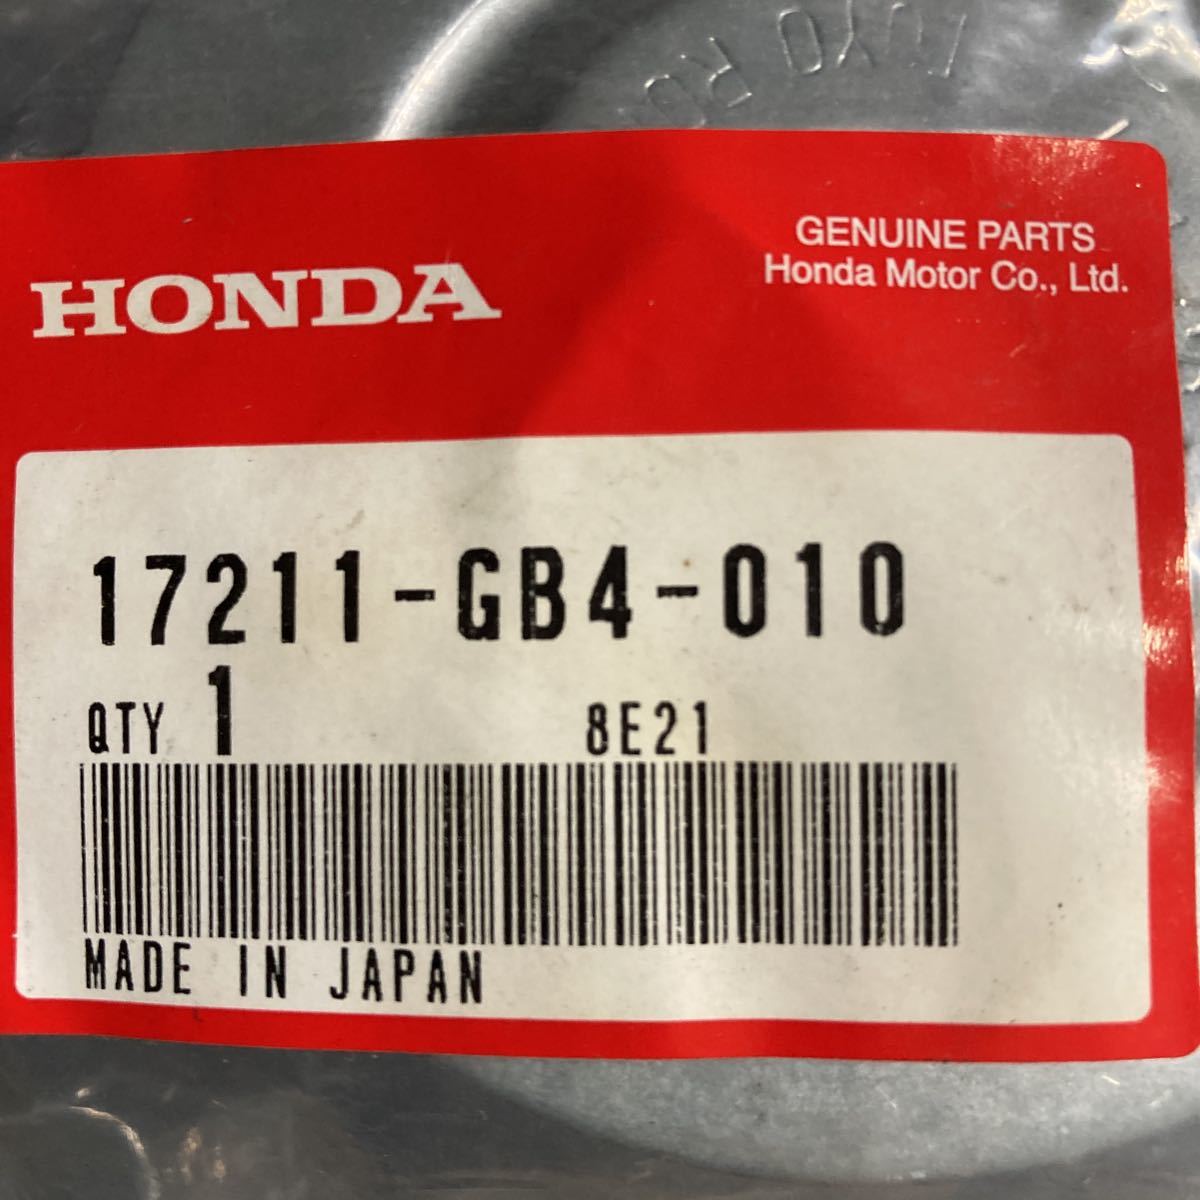 HONDA
GENUINE PARTS
Honda Motor Co., Ltd.
17211-GB4-010
QTY 1
8E21
MADE IN JAPAN